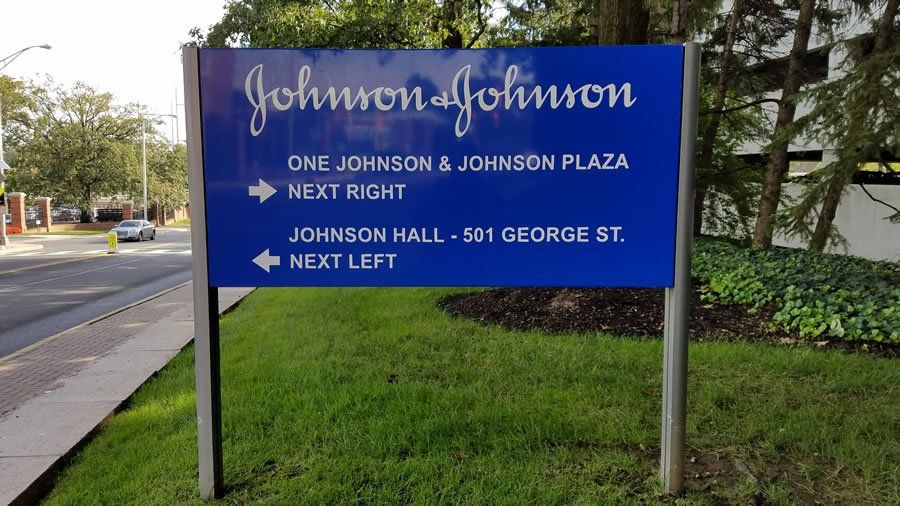 Johnson & Johnson
ONE JOHNSON & JOHNSON PLAZA
NEXT RIGHT
JOHNSON HALL - 501 GEORGE ST.
NEXT LEFT